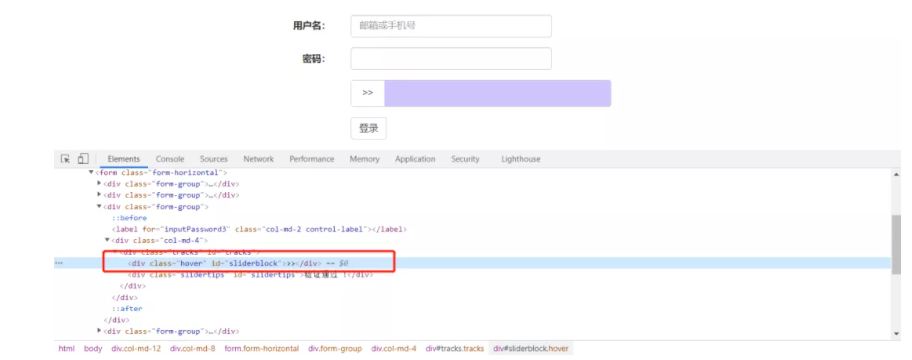 用户名:
邮箱或手机号
密码:
>>
登录
Elements Console Sources Network Performance Memory Application Security Lighthouse
▼<form class="form-horizontal">
▶<div class="form-group">…</div>
▶<div class="form-group">…</div>
▼<div class="form-group">
::before
<label for="inputPassword3" class="col-md-2 control-label"></label>
▼<div class="col-md-4">
▼<div class="tracks" id="tracks">
… <div class="hover" id="sliderblock">>></div> == $0
<div class="slidertips" id="slidertips">验证通过 !</div>
</div>
</div>
::after
</div>
▶<div class="form-group">…</div>
html body div.col-md-12 div.col-md-8 form.form-horizontal div.form-group div.col-md-4 div#tracks.tracks div#sliderblock.hover